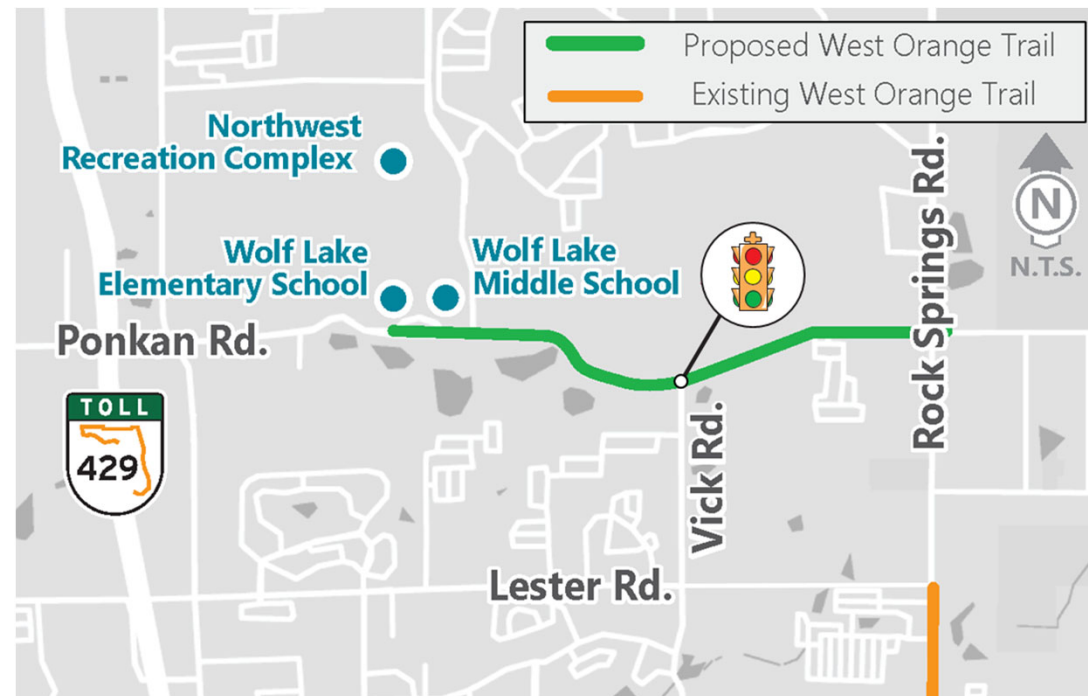 Proposed West Orange Trail
Existing West Orange Trail
Northwest
Recreation Complex
Wolf Lake
Elementary School
Wolf Lake
Middle School
Rock Springs Rd.
N
N.T.S.
Ponkan Rd.
TOLL
429
Vick Rd.
Lester Rd.